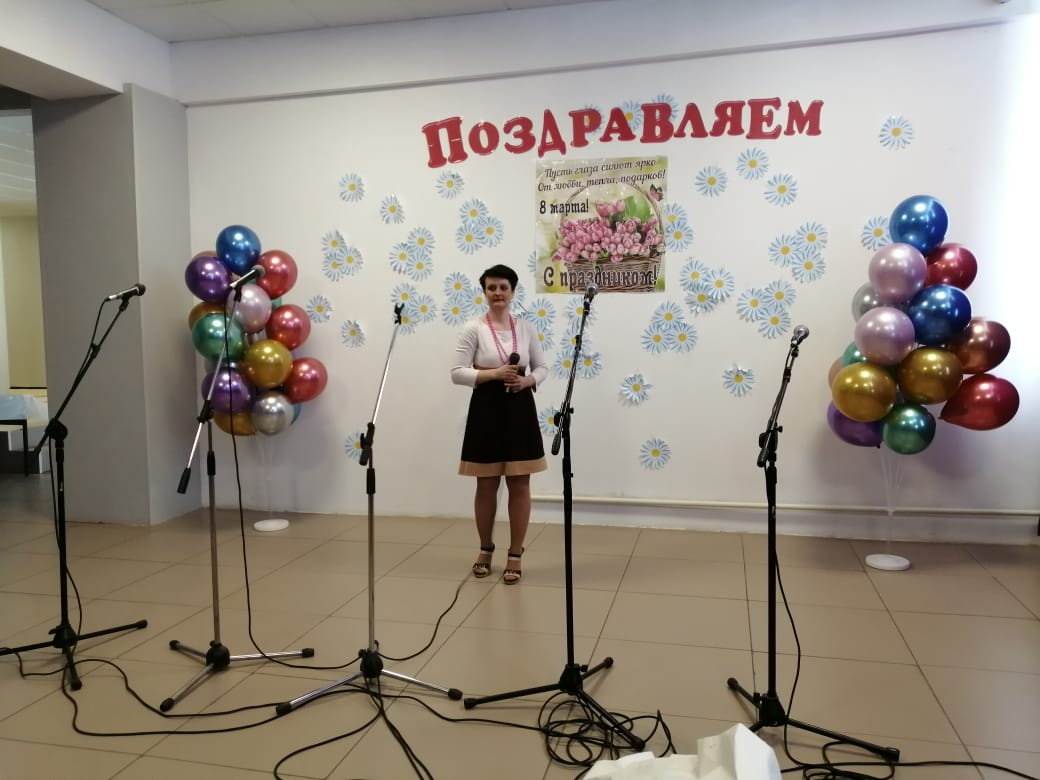 ПОЗДРАВЛЯЕМ
Пусть глаза сияют ярко
От любви, тепла, подарков!
8 марта!
С праздником!